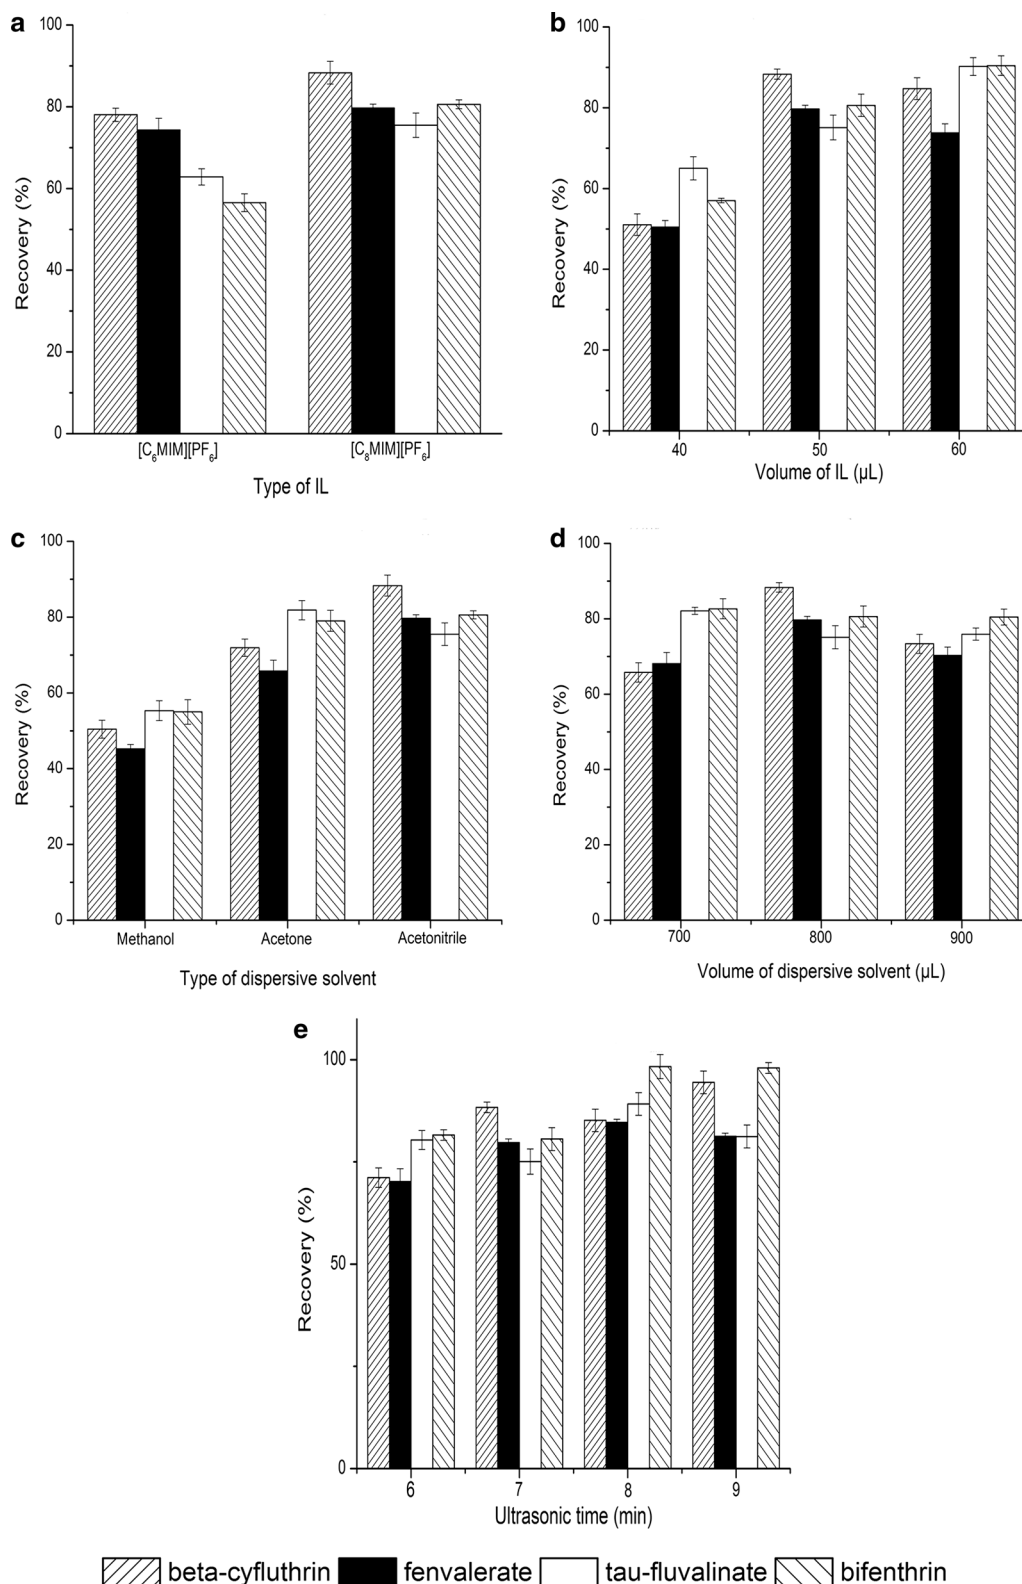 a
100
80
60
40
20
0
Recovery (%)
[C6MIM][PF6]
[C8MIM][PF6]
Type of IL
b
100
80
60
40
20
0
Recovery (%)
40
50
60
Volume of IL (µL)
c
100
80
60
40
20
0
Recovery (%)
Methanol
Acetone
Acetonitrile
Type of dispersive solvent
d
100
80
60
40
20
0
Recovery (%)
700
800
900
Volume of dispersive solvent (µL)
e
100
50
0
Recovery (%)
6
7
8
9
Ultrasonic time (min)
beta-cyfluthrin fenvalerate tau-fluvalinate bifenthrin